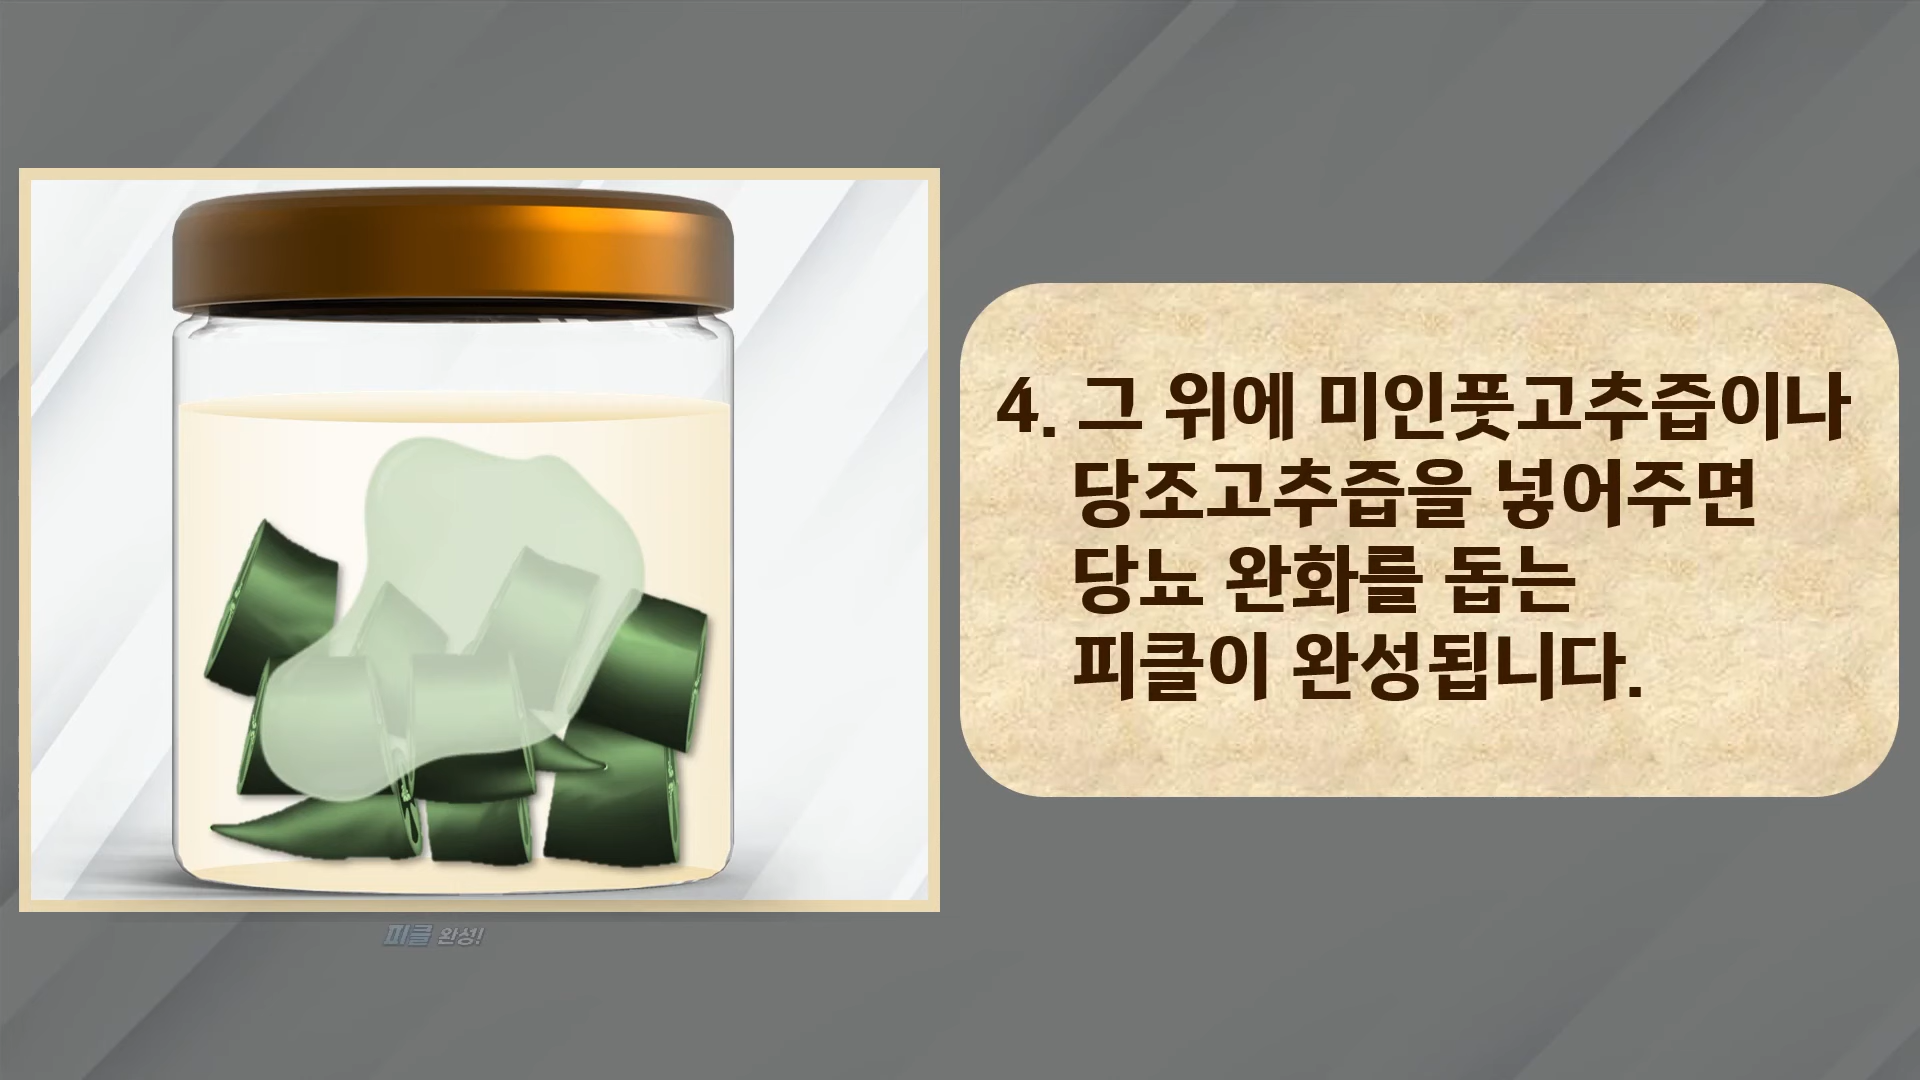 4. 그 위에 미인풋고추즙이나
당조고추즙을 넣어주면
당뇨 완화를 돕는
피클이 완성됩니다.
피클 완성!